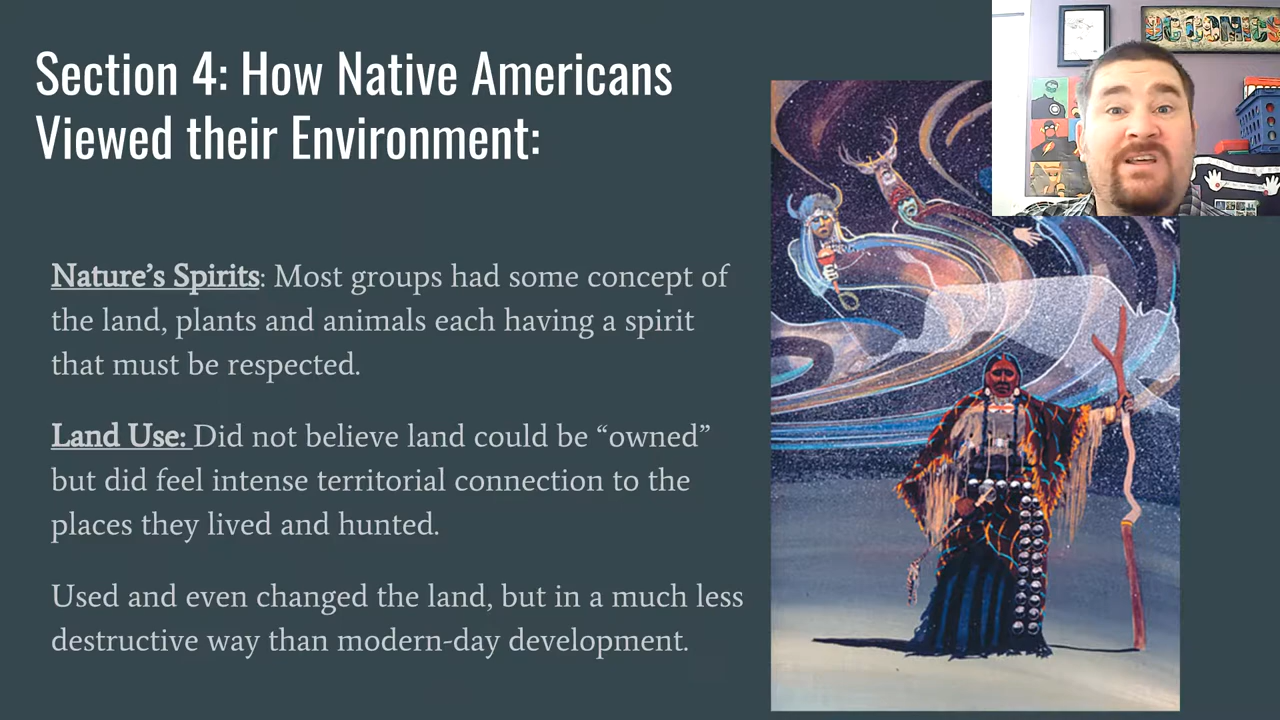 Section 4: How Native Americans
Viewed their Environment:
DC COMICS
Nature’s Spirits: Most groups had some concept of
the land, plants and animals each having a spirit
that must be respected.
Land Use: Did not believe land could be “owned”
but did feel intense territorial connection to the
places they lived and hunted.
Used and even changed the land, but in a much less
destructive way than modern-day development.